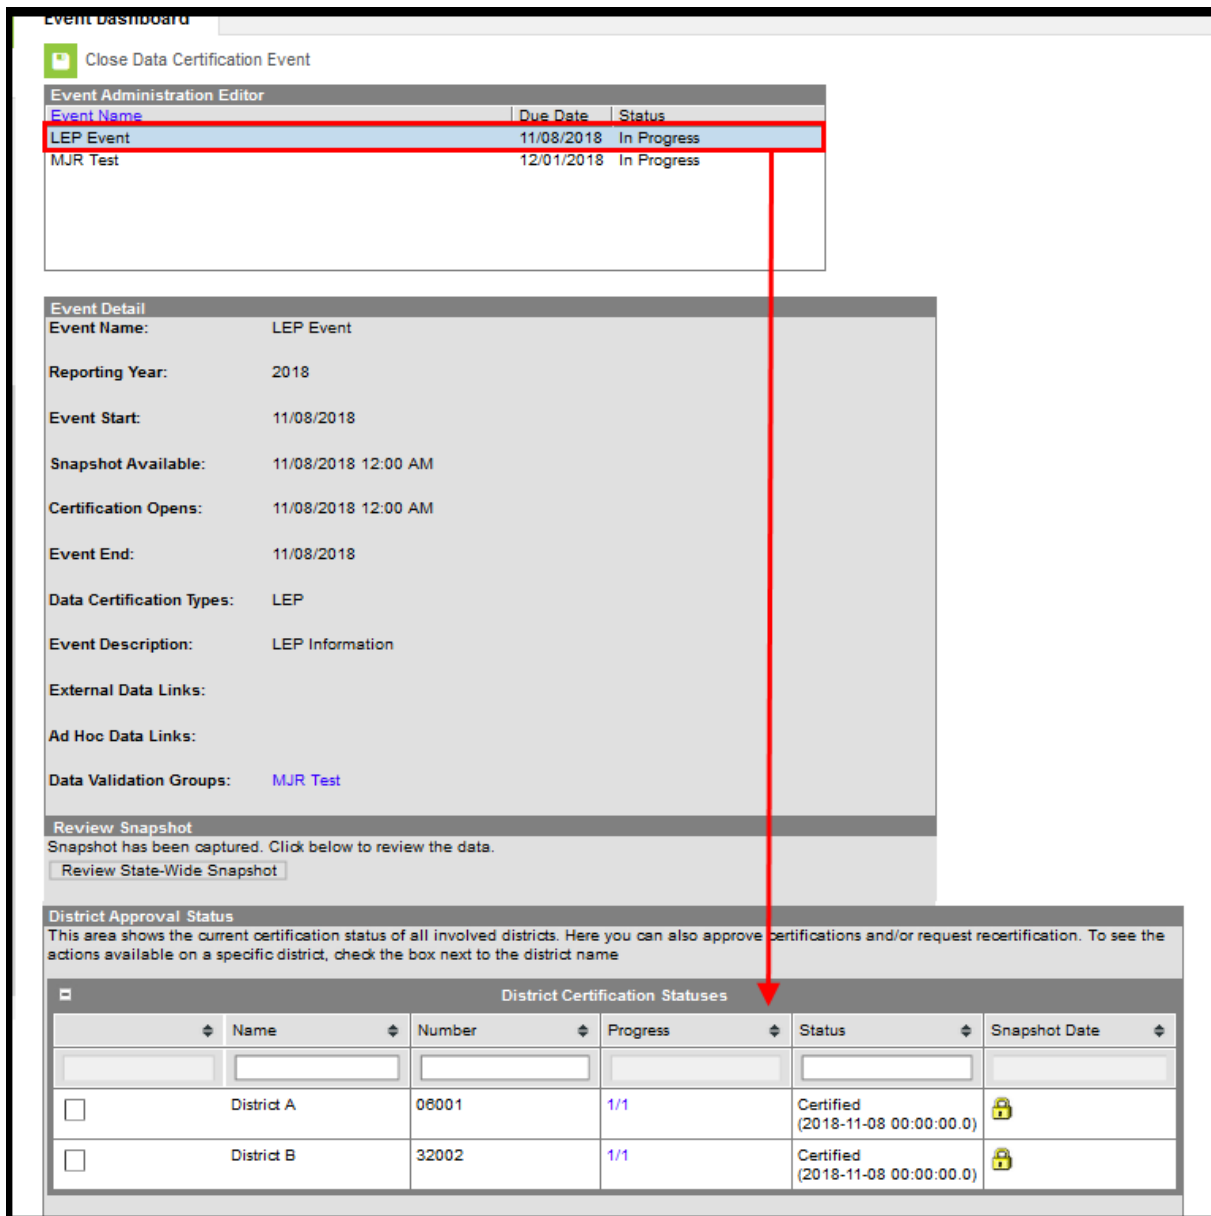 Event Dashboard
Close Data Certification Event
Event Administration Editor
Event Name Due Date Status
LEP Event 11/08/2018 In Progress
MJR Test 12/01/2018 In Progress
Event Detail
Event Name: LEP Event
Reporting Year: 2018
Event Start: 11/08/2018
Snapshot Available: 11/08/2018 12:00 AM
Certification Opens: 11/08/2018 12:00 AM
Event End: 11/08/2018
Data Certification Types: LEP
Event Description: LEP Information
External Data Links:
Ad Hoc Data Links:
Data Validation Groups: MJR Test
Review Snapshot
Snapshot has been captured. Click below to review the data.
Review State-Wide Snapshot
District Approval Status
This area shows the current certification status of all involved districts. Here you can also approve certifications and/or request recertification. To see the
actions available on a specific district, check the box next to the district name
District Certification Statuses
Name Number Progress Status Snapshot Date
District A 06001 1/1 Certified
(2018-11-08 00:00:00.0)
District B 32002 1/1 Certified
(2018-11-08 00:00:00.0)